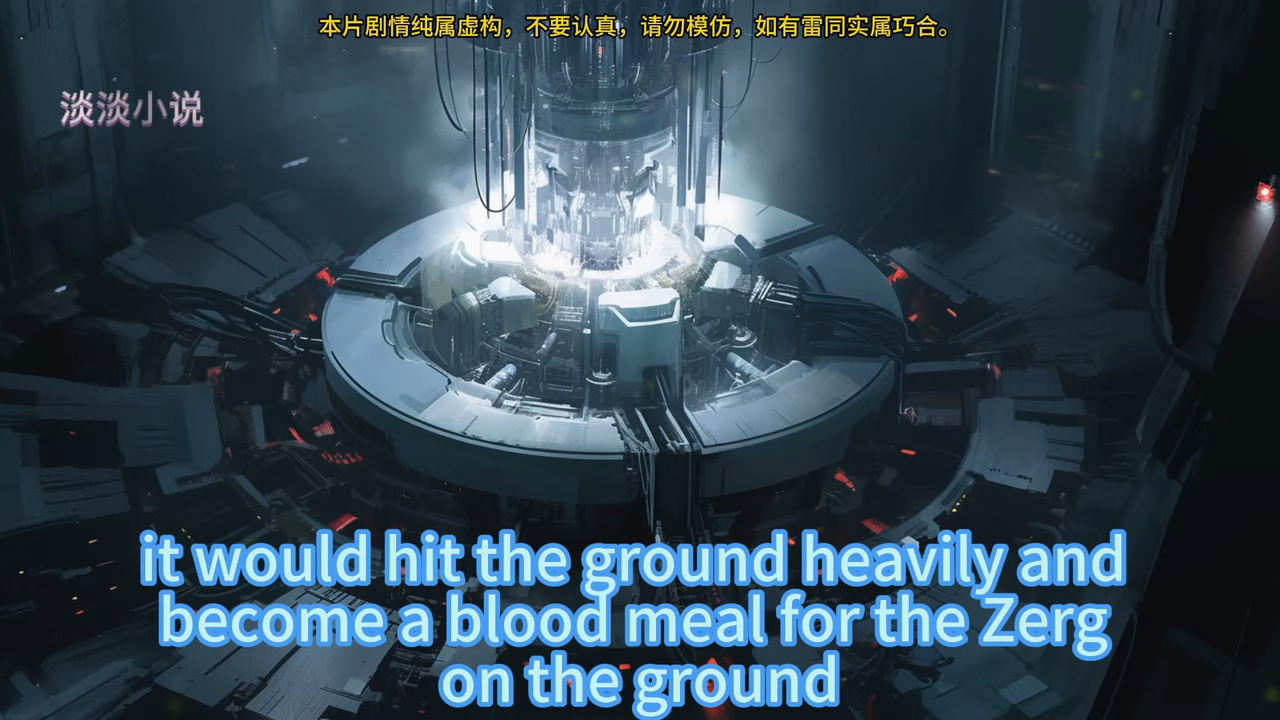 本片剧情纯属虚构，不要认真，请勿模仿，如有雷同实属巧合。
淡淡小说
it would hit the ground heavily and
become a blood meal for the Zerg
on the ground